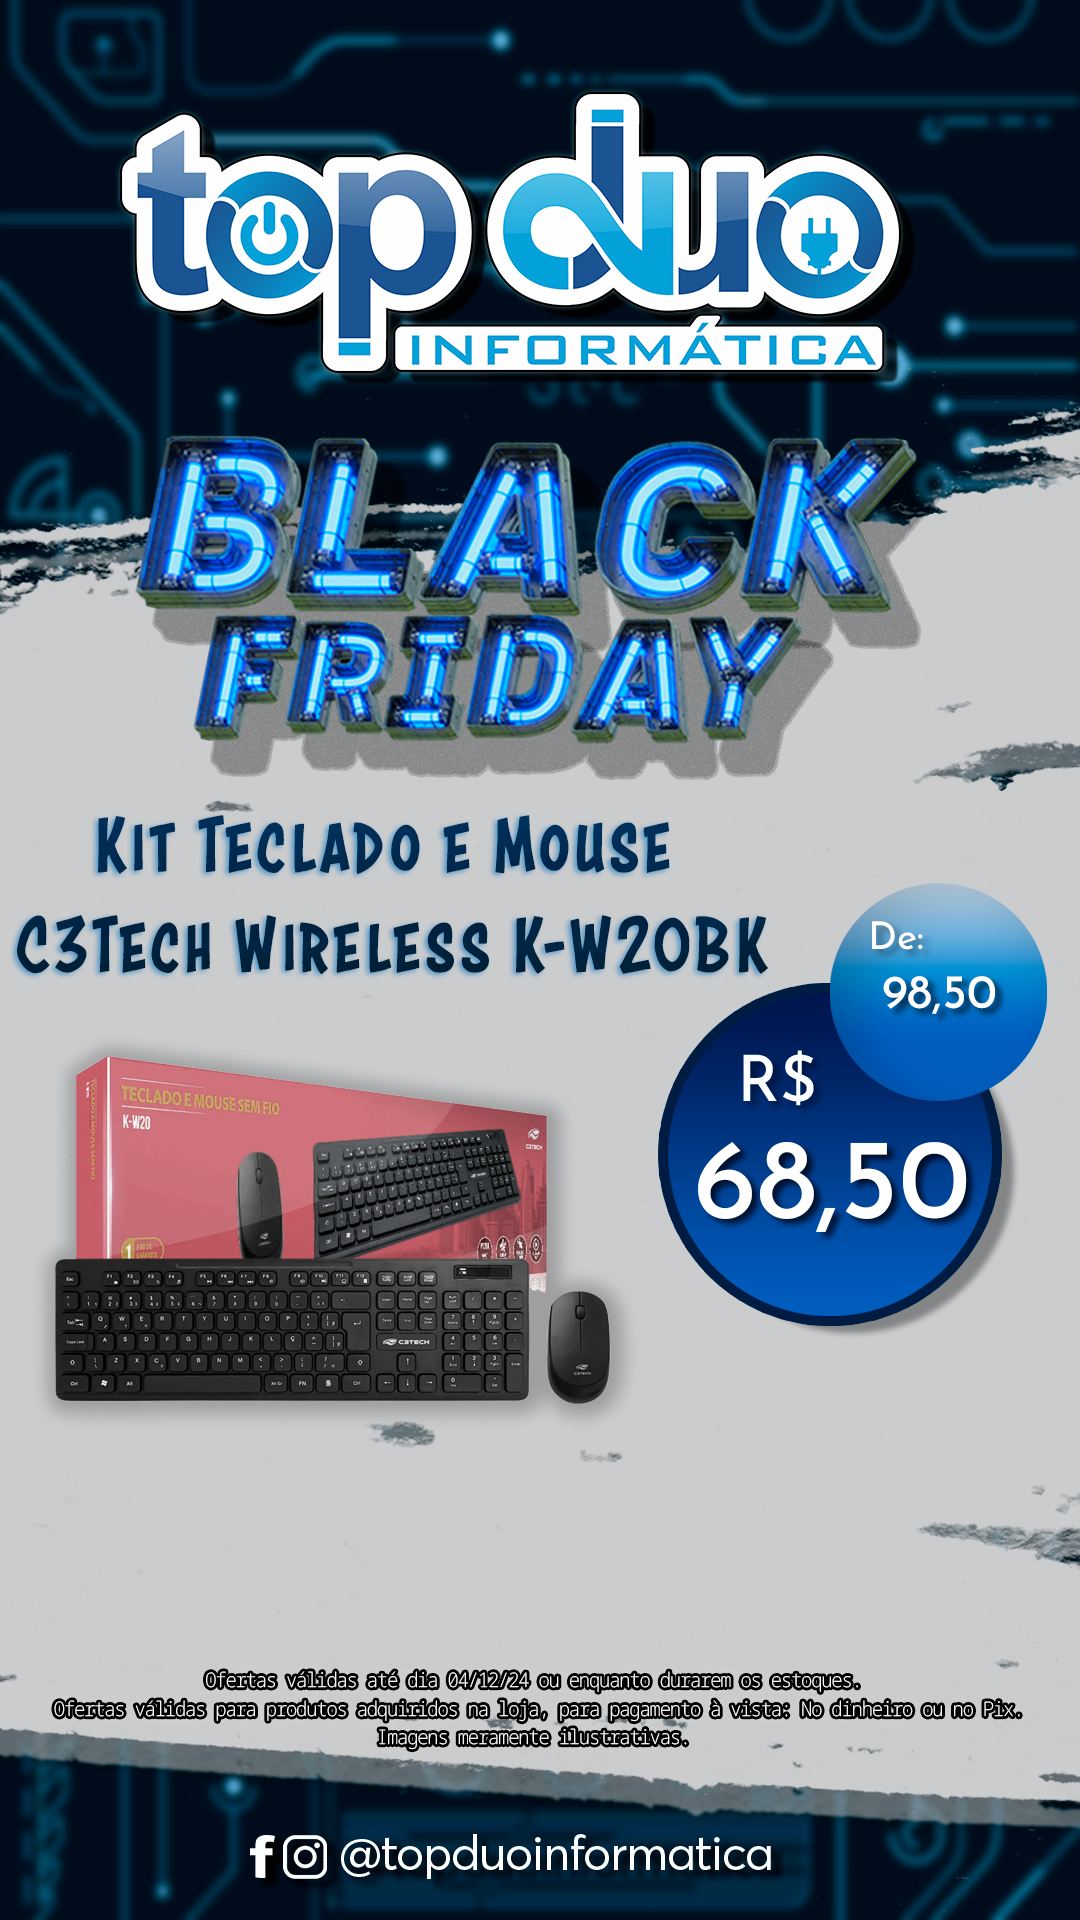 top duo
INFORMÁTICA
BLACK
FRIDAY
Kit Teclado e Mouse
C3Tech Wireless K-W20BK
De:
98,50
R$
68,50
TECLADO E MOUSE SEM FIO
K-W20
C3TECH
C3TECH
Ofertas válidas até dia 04/12/24 ou enquanto durarem os estoques.
Ofertas válidas para produtos adquiridos na loja, para pagamento à vista: No dinheiro ou no Pix.
Imagens meramente ilustrativas.
@topduoinformatica